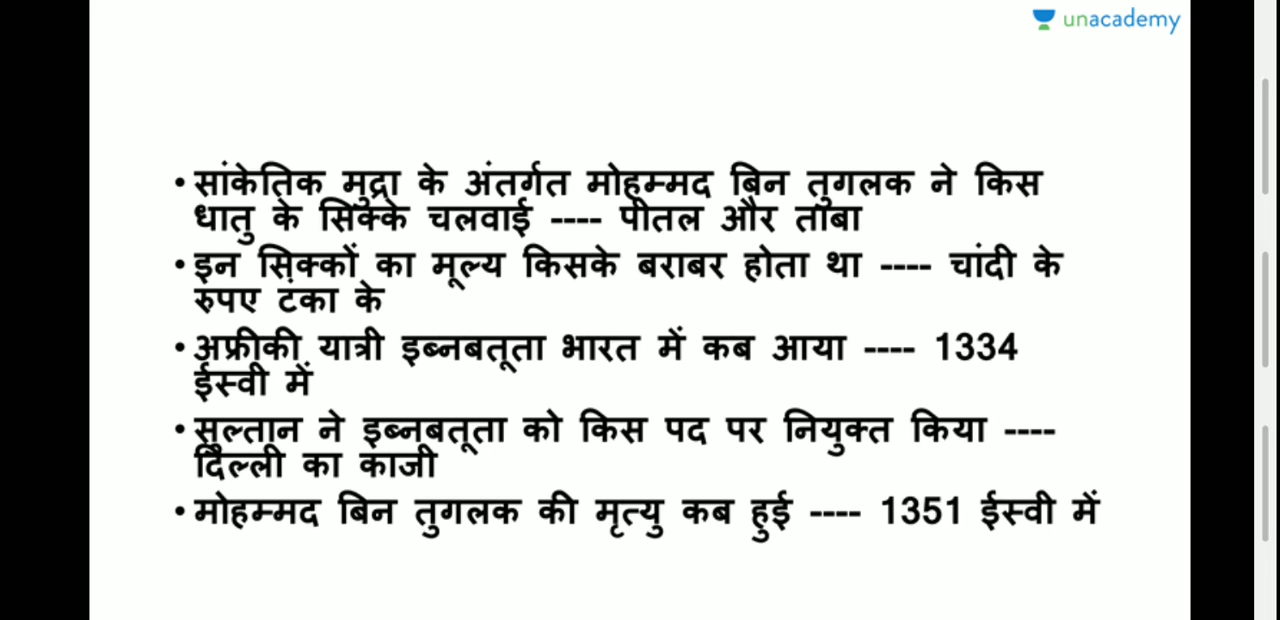 unacademy
• सांकेतिक मुद्रा के अंतर्गत मोहम्मद बिन तुगलक ने किस
धातु के सिक्के चलवाई ---- पीतल और तांबा
• इन सिक्कों का मूल्य किसके बराबर होता था ---- चांदी के
रुपए टंका के
• अफ्रीकी यात्री इब्नबतूता भारत में कब आया ---- 1334
ईस्वी में
• सुल्तान ने इब्नबतूता को किस पद पर नियुक्त किया ----
दिल्ली का काजी
• मोहम्मद बिन तुगलक की मृत्यु कब हुई ---- 1351 ईस्वी में